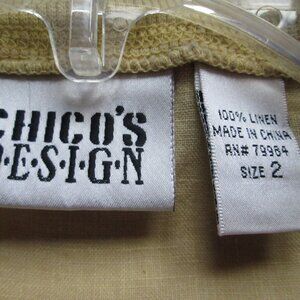 CHICO'S
D•E•S•I•G•N
100% LINEN
MADE IN CHINA
RN# 79984
SIZE 2